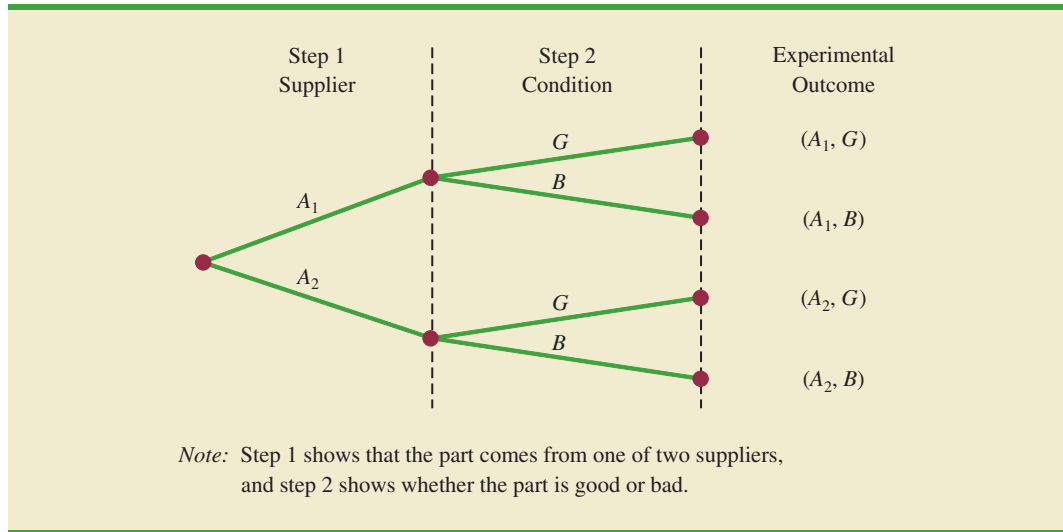 Step 1 Step 2 Experimental
Supplier Condition Outcome
G (A₁, G)
B
A₁ (A₁, B)
A₂
G (A₂, G)
B
(A₂, B)
Note: Step 1 shows that the part comes from one of two suppliers,
and step 2 shows whether the part is good or bad.